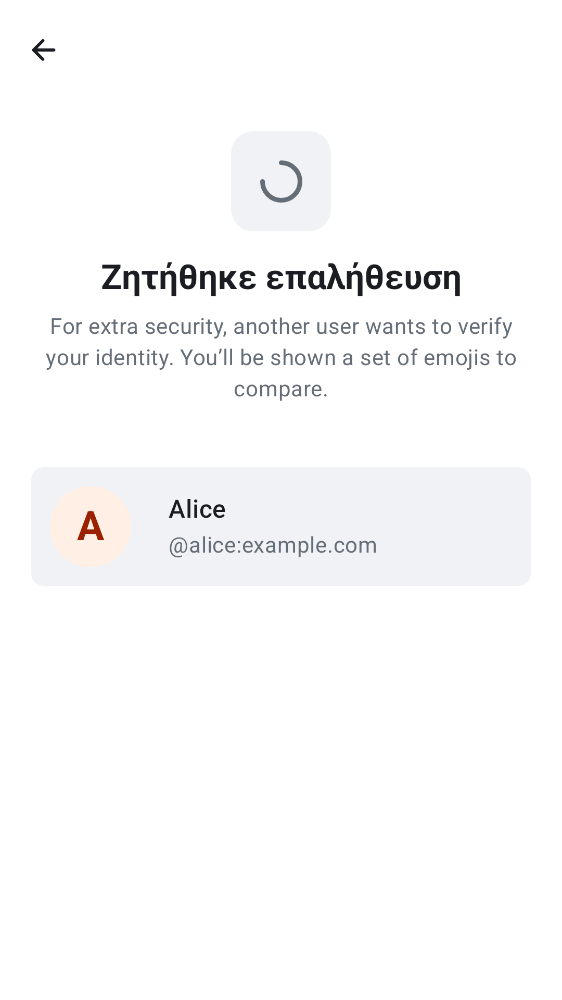 Ζητήθηκε επαλήθευση
For extra security, another user wants to verify
your identity. You’ll be shown a set of emojis to
compare.
A
Alice
@alice:example.com